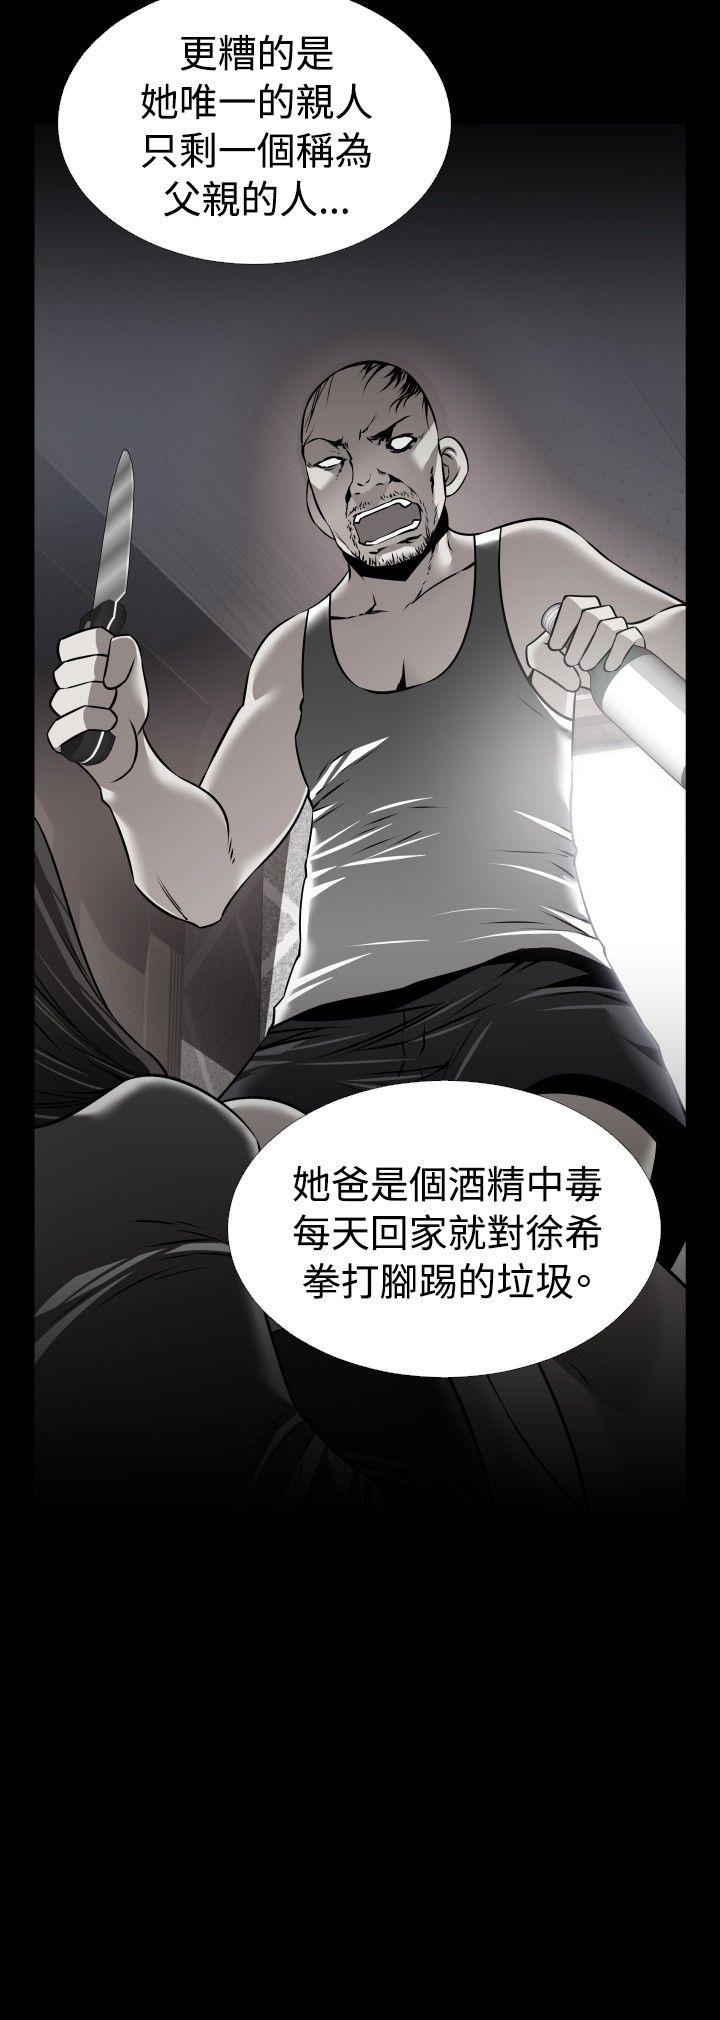 更糟的是
她唯一的親人
只剩一個稱為
父親的人...
她爸是個酒精中毒
每天回家就對徐希
拳打腳踢的垃圾。